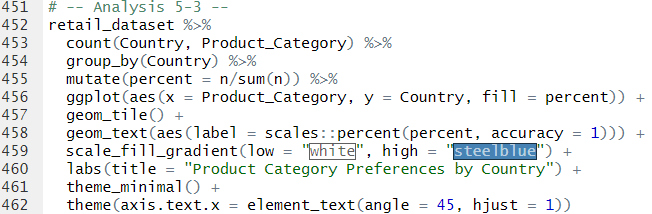 451 # -- Analysis 5-3 --
452 retail_dataset %>%
453   count(Country, Product_Category) %>%
454   group_by(Country) %>%
455   mutate(percent = n/sum(n)) %>%
456   ggplot(aes(x = Product_Category, y = Country, fill = percent)) +
457   geom_tile() +
458   geom_text(aes(label = scales::percent(percent, accuracy = 1))) +
459   scale_fill_gradient(low = "white", high = "steelblue") +
460   labs(title = "Product Category Preferences by Country") +
461   theme_minimal() +
462   theme(axis.text.x = element_text(angle = 45, hjust = 1))